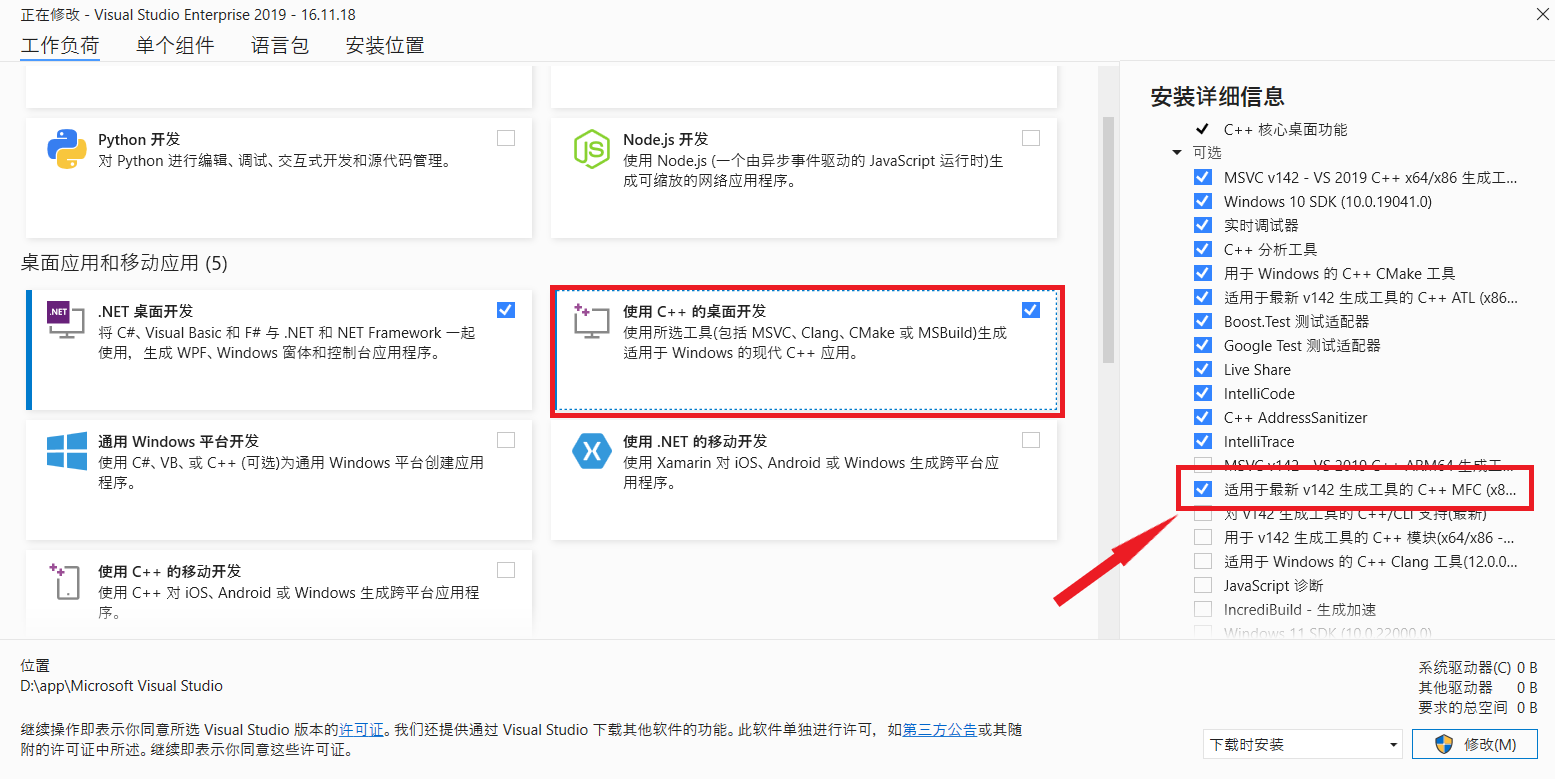 正在修改 - Visual Studio Enterprise 2019 - 16.11.18
工作负荷 单个组件 语言包 安装位置
Python 开发
对 Python 进行编辑、调试、交互式开发和源代码管理。
Node.js 开发
使用 Node.js (一个由异步事件驱动的 JavaScript 运行时)生
成可缩放的网络应用程序。
桌面应用和移动应用 (5)
.NET
.NET 桌面开发
将 C#、Visual Basic 和 F# 与 .NET 和 NET Framework 一起
使用，生成 WPF、Windows 窗体和控制台应用程序。
使用 C++ 的桌面开发
使用所选工具(包括 MSVC、Clang、CMake 或 MSBuild)生成
适用于 Windows 的现代 C++ 应用。
通用 Windows 平台开发
使用 C#、VB、或 C++ (可选)为通用 Windows 平台创建应用
程序。
使用 .NET 的移动开发
使用 Xamarin 对 iOS、Android 或 Windows 生成跨平台应
用程序。
使用 C++ 的移动开发
使用 C++ 对 iOS、Android 或 Windows 生成跨平台应用程
序。
安装详细信息
C++ 核心桌面功能
可选
MSVC v142 - VS 2019 C++ x64/x86 生成工...
Windows 10 SDK (10.0.19041.0)
实时调试器
C++ 分析工具
用于 Windows 的 C++ CMake 工具
适用于最新 v142 生成工具的 C++ ATL (x86...
Boost.Test 测试适配器
Google Test 测试适配器
Live Share
IntelliCode
C++ AddressSanitizer
IntelliTrace
MSVC v142 - VS 2019 C++ ARM64 生成工...
适用于最新 v142 生成工具的 C++ MFC (x8...
对 v142 生成工具的 C++/CLI 支持(最新)
用于 v142 生成工具的 C++ 模块(x64/x86 -...
适用于 Windows 的 C++ Clang 工具(12.0.0...
JavaScript 诊断
IncrediBuild - 生成加速
Windows 11 SDK (10.0.22000.0)
位置
D:\app\Microsoft Visual Studio
继续操作即表示你同意所选 Visual Studio 版本的许可证。我们还提供通过 Visual Studio 下载其他软件的功能。此软件单独进行许可，如第三方公告或其随
附的许可证中所述。继续即表示你同意这些许可证。
系统驱动器(C) 0 B
其他驱动器 0 B
要求的总空间 0 B
下载时安装
修改(M)